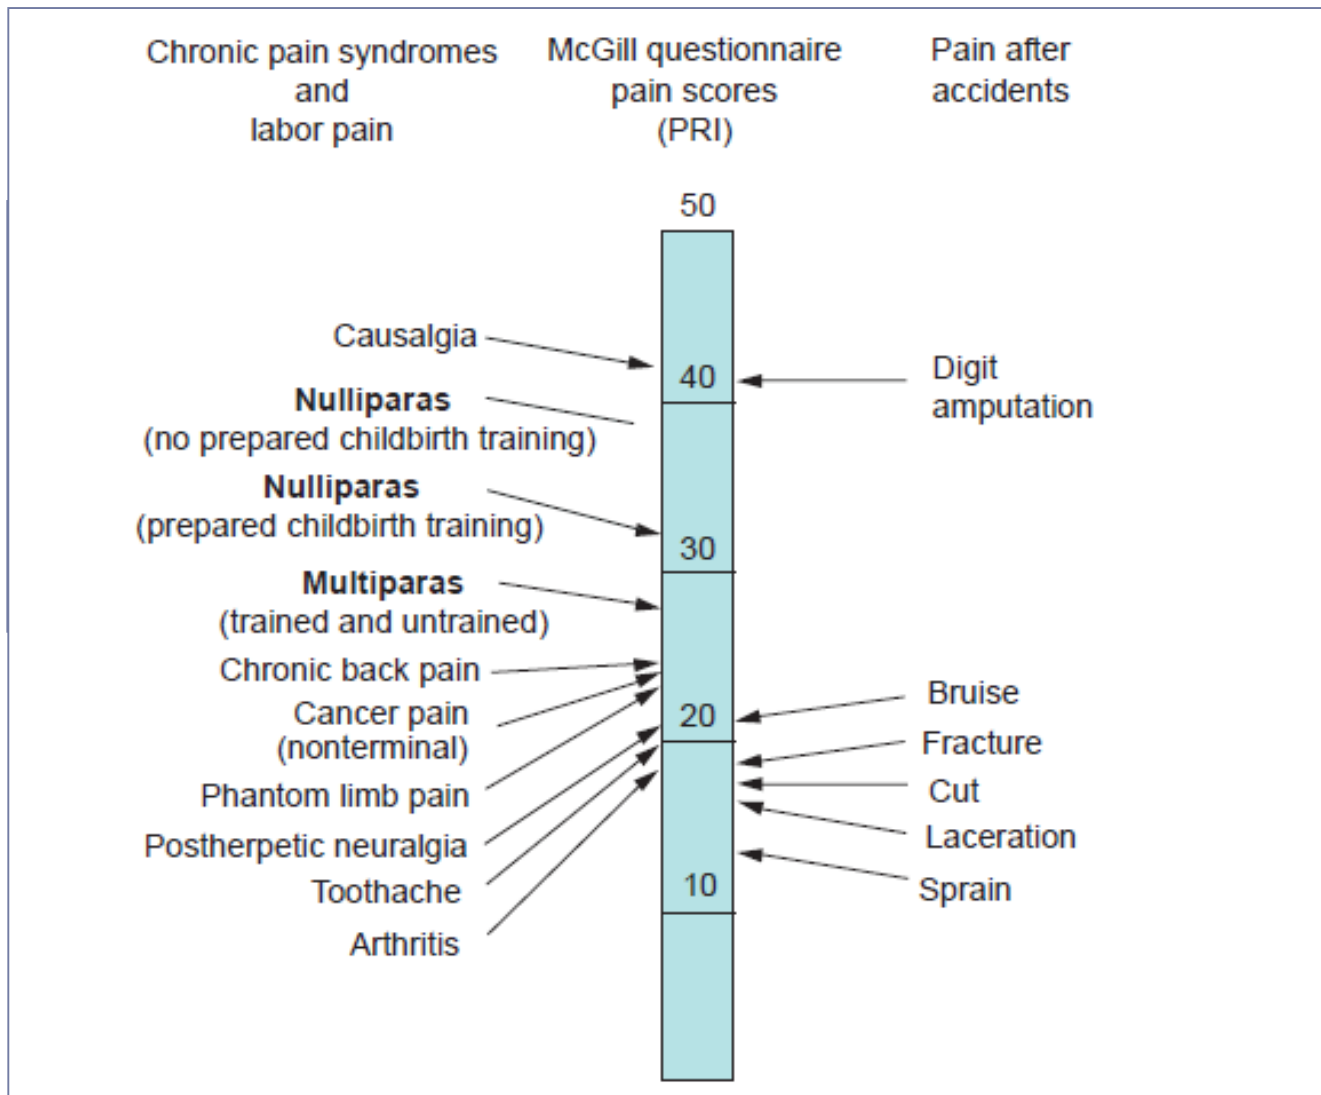 Chronic pain syndromes
and
labor pain
McGill questionnaire
pain scores
(PRI)
Pain after
accidents
50
Causalgia
40
Digit
amputation
Nulliparas
(no prepared childbirth training)
Nulliparas
(prepared childbirth training)
30
Multiparas
(trained and untrained)
Chronic back pain
Cancer pain
(nonterminal)
Phantom limb pain
Postherpetic neuralgia
Toothache
Arthritis
20
Bruise
Fracture
Cut
Laceration
Sprain
10